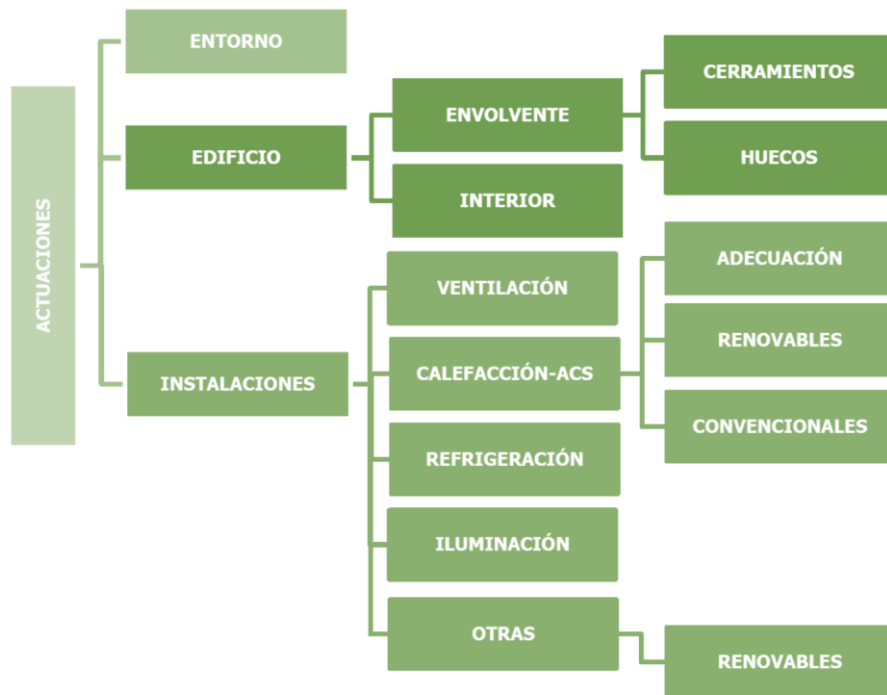 ACTUACIONES
ENTORNO
EDIFICIO
ENVOLVENTE
CERRAMIENTOS
HUECOS
INTERIOR
INSTALACIONES
VENTILACIÓN
CALEFACCIÓN-ACS
ADECUACIÓN
RENOVABLES
CONVENCIONALES
REFRIGERACIÓN
ILUMINACIÓN
OTRAS
RENOVABLES